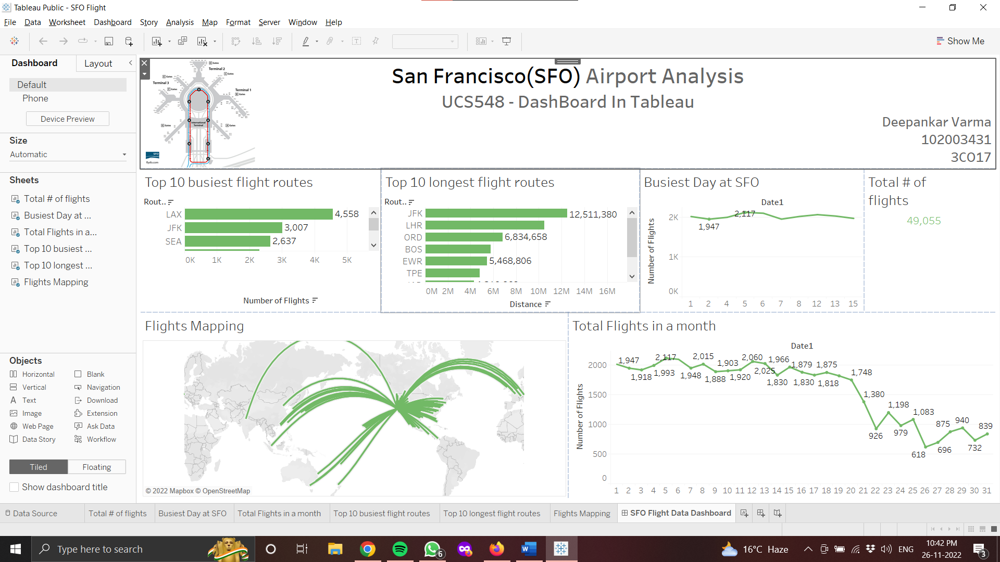 Tableau Public - SFO Flight
File Data Worksheet Dashboard Story Analysis Map Format Server Window Help
Show Me
Dashboard Layout
Default
Phone
Device Preview
Size
Automatic
Sheets
Total # of flights
Busiest Day at ...
Total Flights in a...
Top 10 busiest ...
Top 10 longest ...
Flights Mapping
Objects
Horizontal Blank
Vertical Navigation
Text Download
Image Extension
Web Page Ask Data
Data Story Workflow
Tiled Floating
Show dashboard title
Terminal 2
Terminal 3
Terminal 1
International
Terminal
SFO
flysfo.com
San Francisco(SFO) Airport Analysis
UCS548 - DashBoard In Tableau
Deepankar Varma
102003431
3CO17
Top 10 busiest flight routes
Rout..
LAX 4,558
JFK 3,007
SEA 2,637
0K 1K 2K 3K 4K 5K
Number of Flights
Top 10 longest flight routes
Rout..
JFK 12,511,380
LHR
ORD 6,834,658
BOS
EWR 5,468,806
TPE
0M 2M 4M 6M 8M 10M 12M 14M 16M
Distance
Busiest Day at SFO
Date1
Number of Flights
2K
1K
0K
2,117
1,947
1 2 4 5 6 7 8 12 13 15
Total # of
flights
49,055
Flights Mapping
© 2022 Mapbox © OpenStreetMap
Total Flights in a month
Date1
Number of Flights
2000
1500
1000
500
0
1,947 2,117 2,015 1,903 2,060 1,966 1,879 1,875 1,748
1,918 1,993 1,948 1,888 1,920 2,025 1,830 1,830 1,818
1,380
1,198
1,083
926 979 875 940 839
618 696 732
1 2 3 4 5 6 7 8 9 10 11 12 13 14 15 16 17 18 19 20 21 22 23 24 25 26 27 28 29 30 31
Data Source Total # of flights Busiest Day at SFO Total Flights in a month Top 10 busiest flight routes Top 10 longest flight routes Flights Mapping SFO Flight Data Dashboard
Type here to search
6
16°C Haze
ENG
10:42 PM
26-11-2022
3